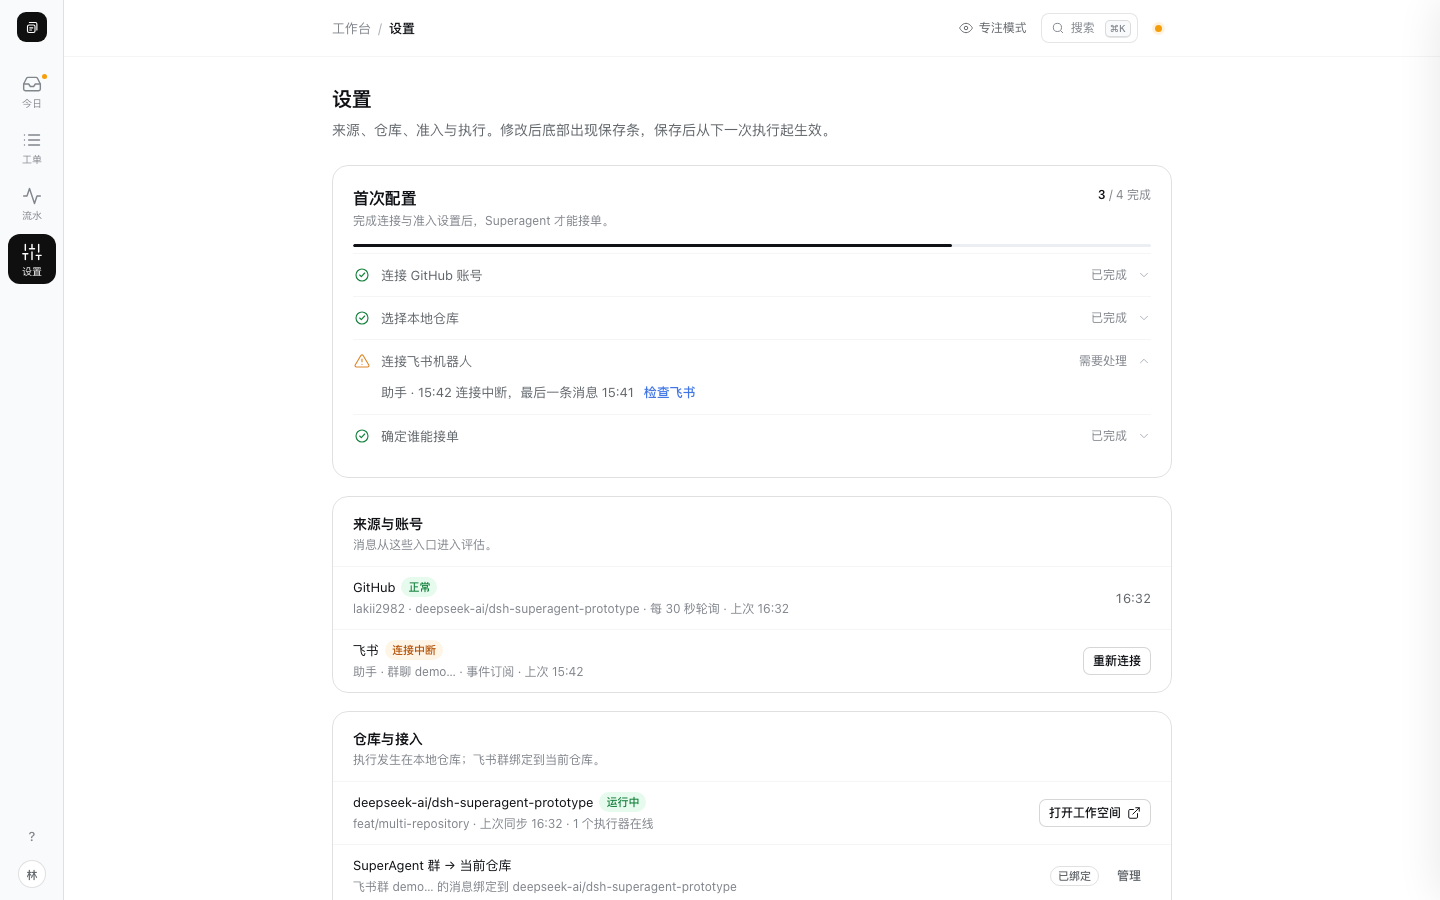 工作台 / 设置
专注模式
搜索 ⌘K
今日
工单
流水
设置
?
林
设置
来源、仓库、准入与执行。修改后底部出现保存条，保存后从下一次执行起生效。
首次配置
3 / 4 完成
完成连接与准入设置后，Superagent 才能接单。
连接 GitHub 账号
已完成
选择本地仓库
已完成
连接飞书机器人
需要处理
助手 · 15:42 连接中断，最后一条消息 15:41 检查飞书
确定谁能接单
已完成
来源与账号
消息从这些入口进入评估。
GitHub 正常
lakii2982 · deepseek-ai/dsh-superagent-prototype · 每 30 秒轮询 · 上次 16:32
16:32
飞书 连接中断
助手 · 群聊 demo... · 事件订阅 · 上次 15:42
重新连接
仓库与接入
执行发生在本地仓库；飞书群绑定到当前仓库。
deepseek-ai/dsh-superagent-prototype 运行中
feat/multi-repository · 上次同步 16:32 · 1 个执行器在线
打开工作空间
SuperAgent 群 → 当前仓库
飞书群 demo... 的消息绑定到 deepseek-ai/dsh-superagent-prototype
已绑定
管理